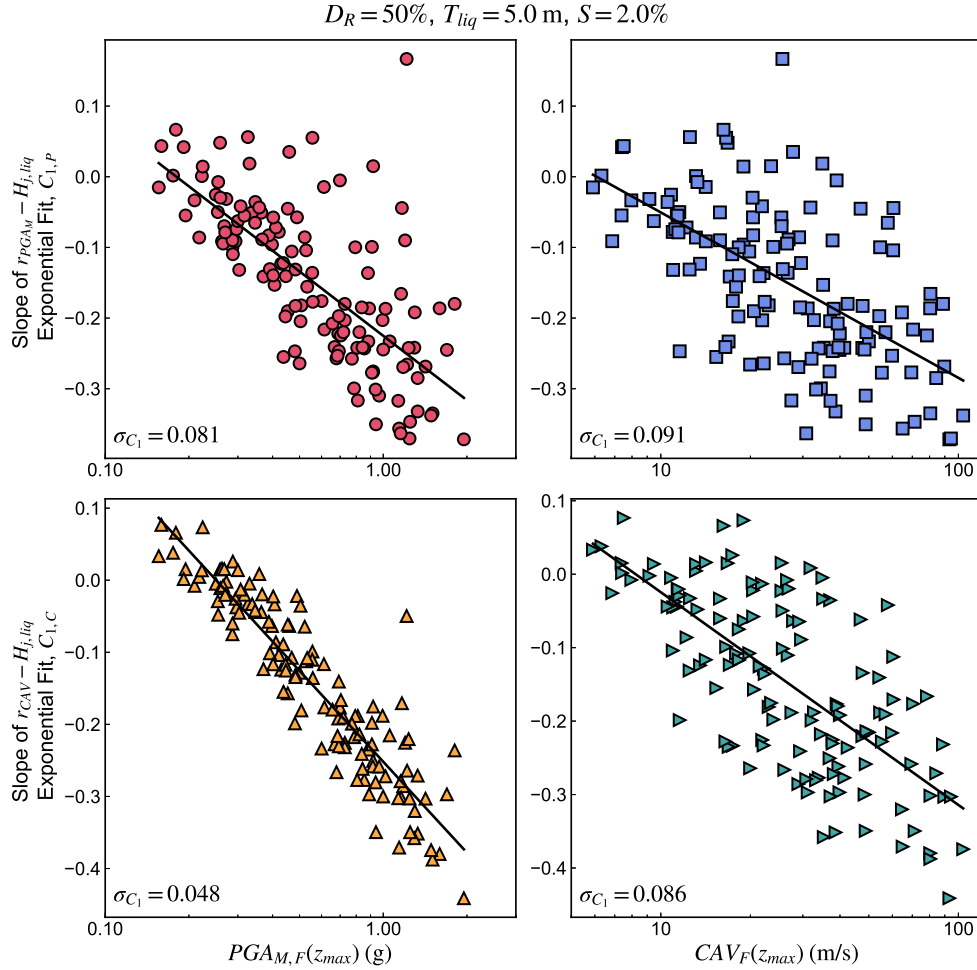 D_R = 50%, T_liq = 5.0 m, S = 2.0%
Slope of r_PGA_M − H_j,liq
Exponential Fit, C_1,P
0.1
0.0
−0.1
−0.2
−0.3
σ_C_1 = 0.081
0.10
1.00
0.1
0.0
−0.1
−0.2
−0.3
σ_C_1 = 0.091
10
100
Slope of r_CAV − H_j,liq
Exponential Fit, C_1,C
0.1
0.0
−0.1
−0.2
−0.3
−0.4
σ_C_1 = 0.048
0.10
1.00
PGA_M,F(z_max) (g)
0.1
0.0
−0.1
−0.2
−0.3
−0.4
σ_C_1 = 0.086
10
100
CAV_F(z_max) (m/s)